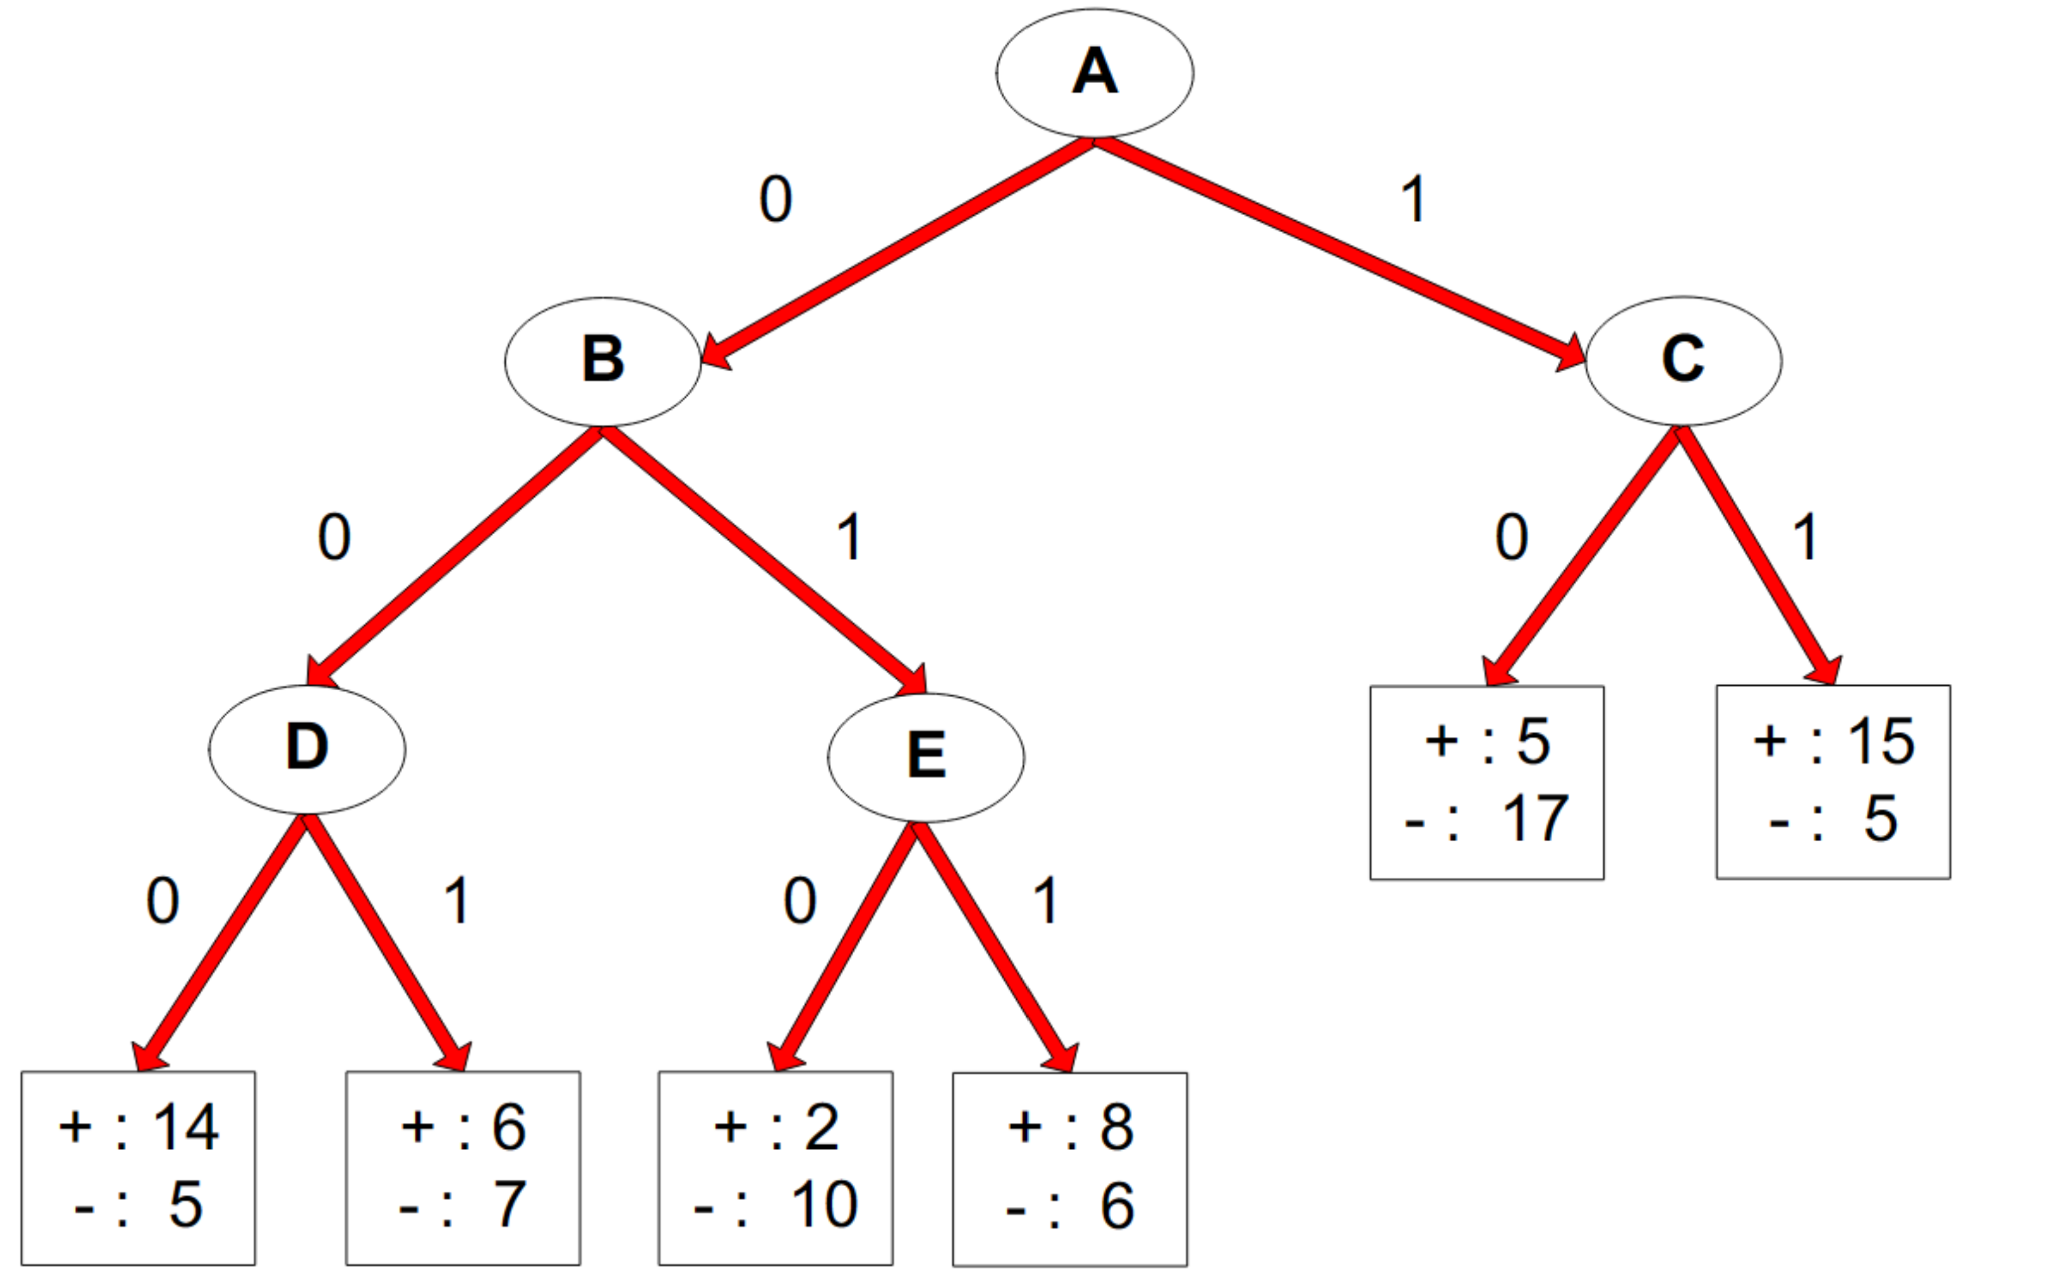 A
0
1
B
C
0
1
0
1
D
E
+ : 5
- : 17
+ : 15
- : 5
0
1
0
1
+ : 14
- : 5
+ : 6
- : 7
+ : 2
- : 10
+ : 8
- : 6